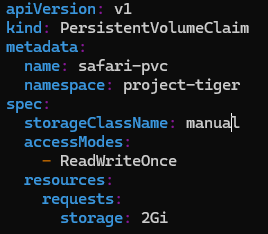 apiVersion: v1
kind: PersistentVolumeClaim
metadata:
  name: safari-pvc
  namespace: project-tiger
spec:
  storageClassName: manual
  accessModes:
    - ReadWriteOnce
  resources:
    requests:
      storage: 2Gi